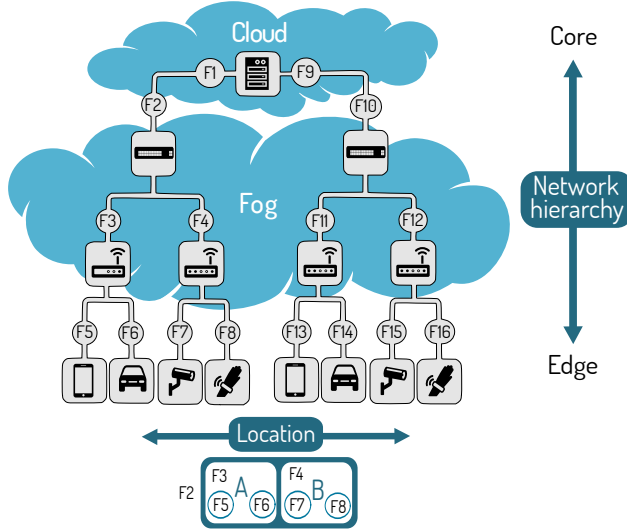 Cloud
Core
F1
F9
F2
F10
Network
hierarchy
Fog
F3
F4
F11
F12
F5
F6
F7
F8
F13
F14
F15
F16
Edge
Location
F2
F3
A
F5
F6
F4
B
F7
F8